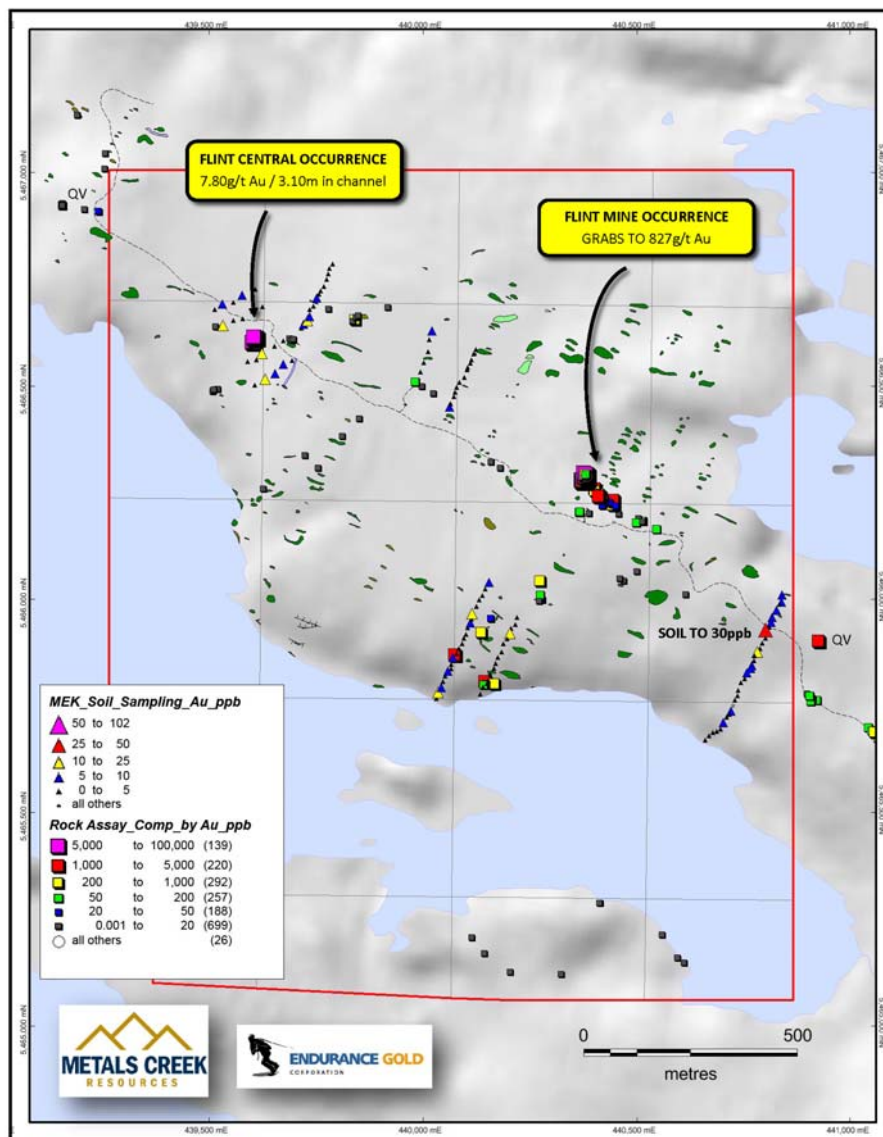 439,500 mE
440,000 mE
440,500 mE
441,000 mE
5,467,000 mN
FLINT CENTRAL OCCURRENCE
7.80g/t Au / 3.10m in channel
QV
FLINT MINE OCCURRENCE
GRABS TO 827g/t Au
5,466,500 mN
5,466,000 mN
SOIL TO 30ppb
QV
MEK_Soil_Sampling_Au_ppb
50 to 102
25 to 50
10 to 25
5 to 10
0 to 5
all others
Rock Assay_Comp_by Au_ppb
5,000 to 100,000 (139)
1,000 to 5,000 (220)
200 to 1,000 (292)
50 to 200 (257)
20 to 50 (188)
0.001 to 20 (699)
all others (26)
5,465,500 mN
5,465,000 mN
METALS CREEK
RESOURCES
ENDURANCE GOLD
CORPORATION
0 500
metres
439,500 mE
440,000 mE
440,500 mE
441,000 mE